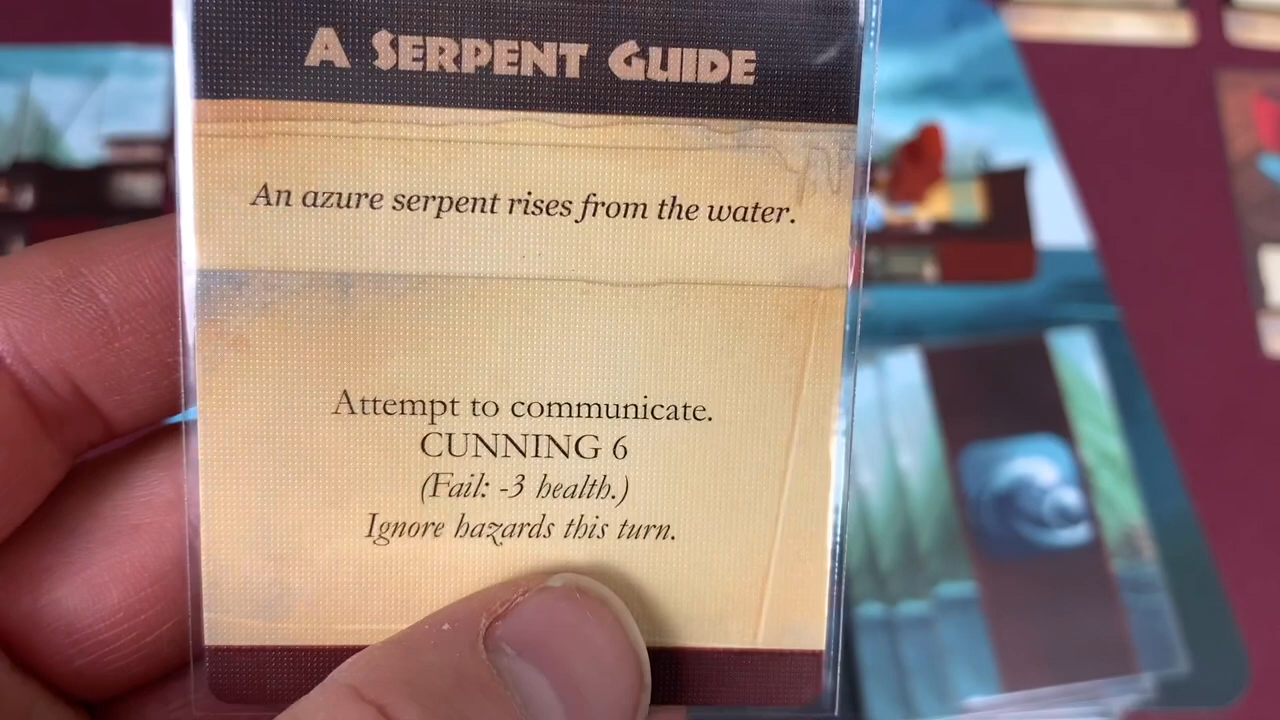 A SERPENT GUIDE
An azure serpent rises from the water.
Attempt to communicate.
CUNNING 6
(Fail: -3 health.)
Ignore hazards this turn.